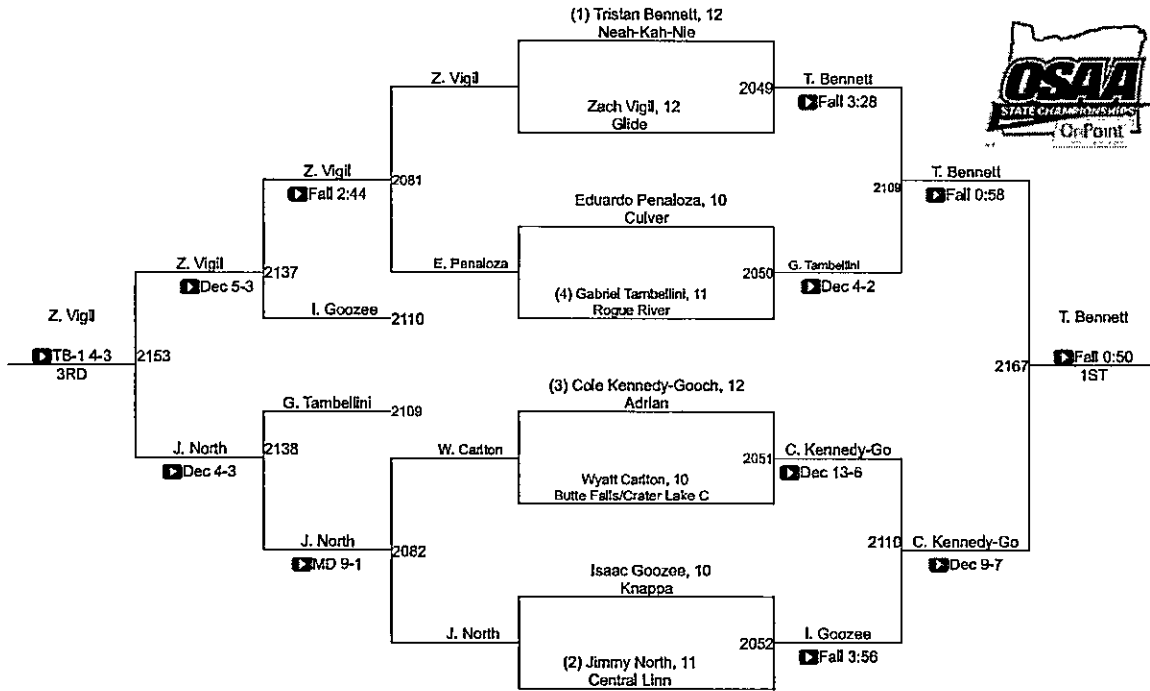 (1) Tristan Bennett, 12
Neah-Kah-Nie
Z. Vigil
2049
T. Bennett
Fall 3:28
Zach Vigil, 12
Glide
OSAA
STATE CHAMPIONSHIPS
OnPoint
Z. Vigil
Fall 2:44
2081
2109
T. Bennett
Fall 0:58
Eduardo Penaloza, 10
Culver
Z. Vigil
Dec 5-3
2137
E. Penaloza
2050
G. Tambellini
Dec 4-2
(4) Gabriel Tambellini, 11
Rogue River
I. Goozee
2110
Z. Vigil
TB-1 4-3
3RD
2153
2167
T. Bennett
Fall 0:50
1ST
(3) Cole Kennedy-Gooch, 12
Adrian
G. Tambellini
2109
J. North
Dec 4-3
2138
W. Carlton
2051
C. Kennedy-Go
Dec 13-6
Wyatt Carlton, 10
Butte Falls/Crater Lake C
J. North
MD 9-1
2082
2110
C. Kennedy-Go
Dec 9-7
Isaac Goozee, 10
Knappa
J. North
2052
I. Goozee
Fall 3:56
(2) Jimmy North, 11
Central Linn